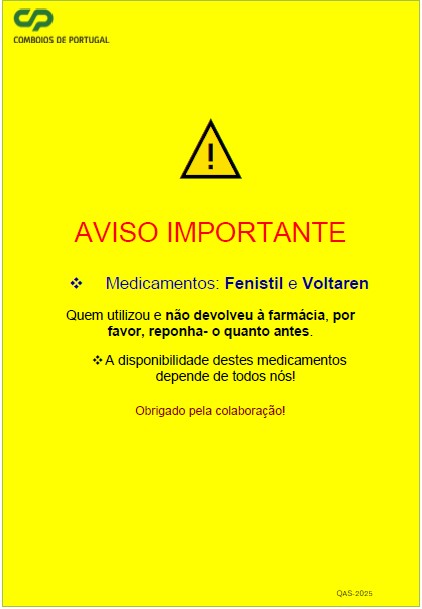 CP
COMBOIOS DE PORTUGAL
!
AVISO IMPORTANTE
❖ Medicamentos: Fenistil e Voltaren
Quem utilizou e não devolveu à farmácia, por
favor, reponha- o quanto antes.
❖ A disponibilidade destes medicamentos
depende de todos nós!
Obrigado pela colaboração!
QAS-2025